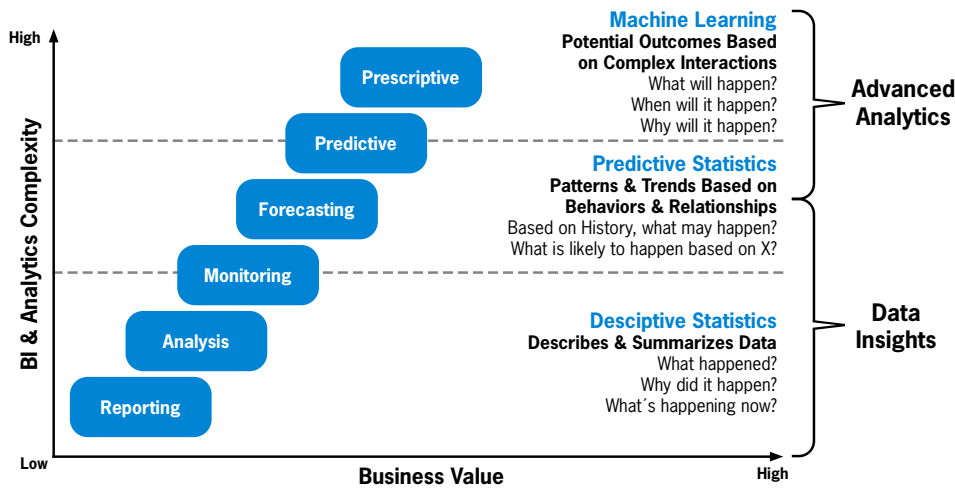 High
BI & Analytics Complexity
Low
Prescriptive
Predictive
Forecasting
Monitoring
Analysis
Reporting
Machine Learning
Potential Outcomes Based
on Complex Interactions
What will happen?
When will it happen?
Why will it happen?
Predictive Statistics
Patterns & Trends Based on
Behaviors & Relationships
Based on History, what may happen?
What is likely to happen based on X?
Desciptive Statistics
Describes & Summarizes Data
What happened?
Why did it happen?
What´s happening now?
Advanced
Analytics
Data
Insights
Business Value
High